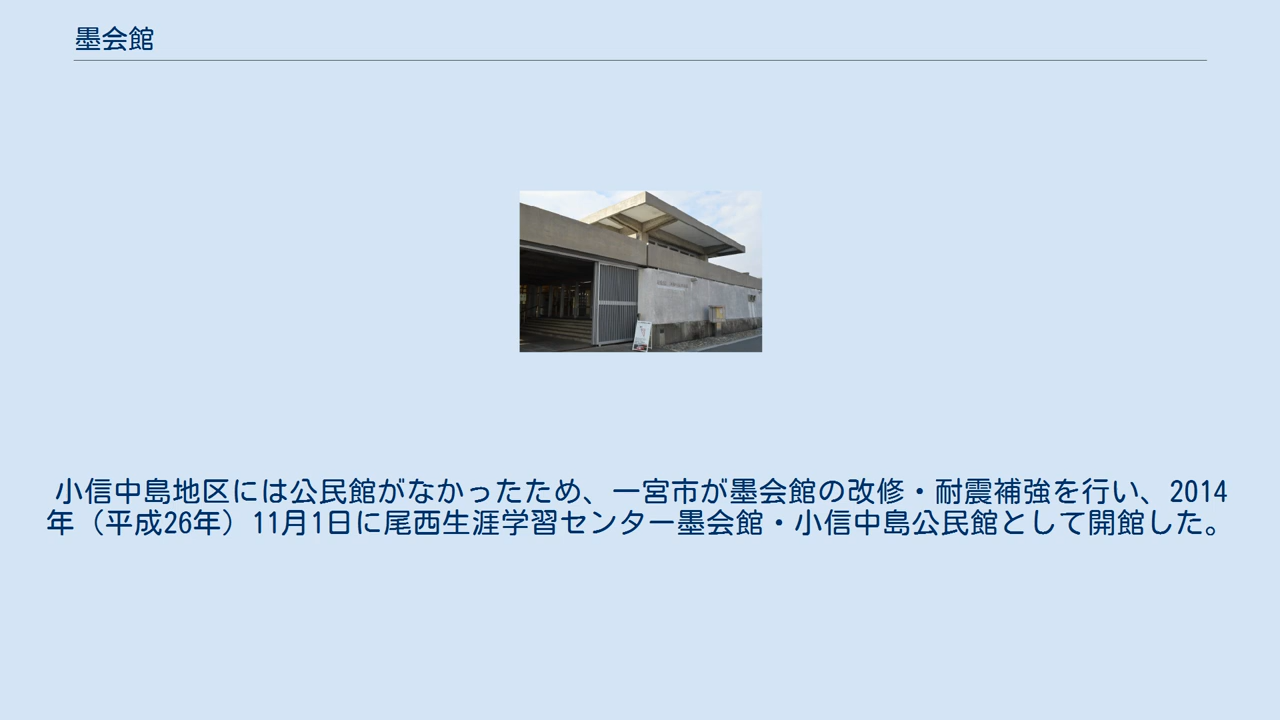 墨会館
小信中島地区には公民館がなかったため、一宮市が墨会館の改修・耐震補強を行い、2014
年（平成26年）11月1日に尾西生涯学習センター墨会館・小信中島公民館として開館した。